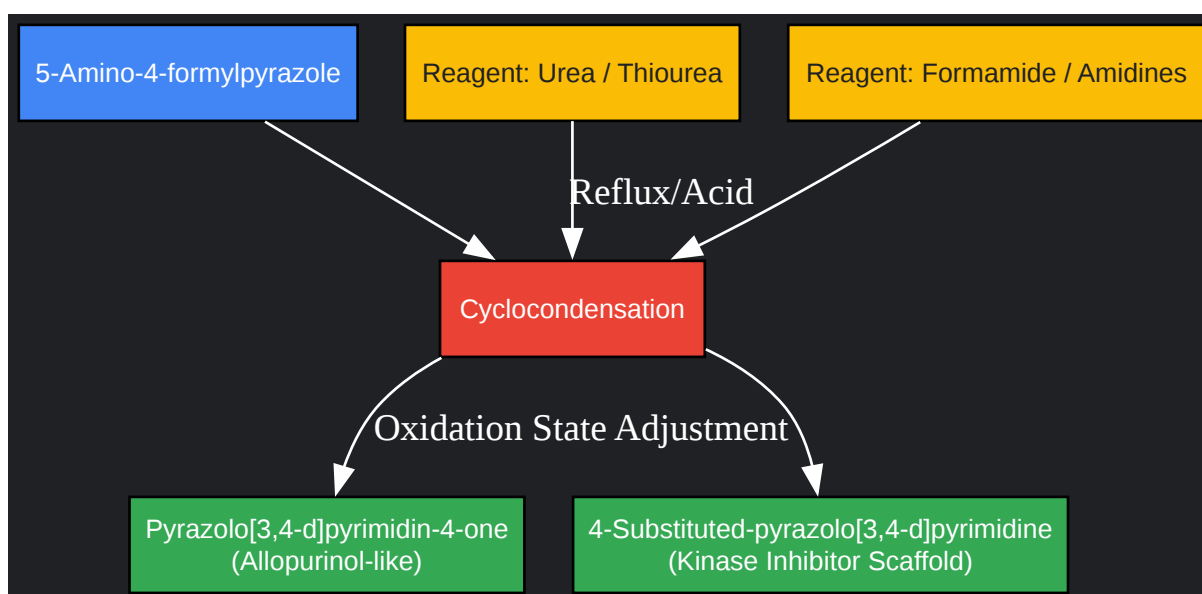 5-Amino-4-formylpyrazole
Reagent: Urea / Thiourea
Reagent: Formamide / Amidines
Reflux/Acid
Cyclocondensation
Oxidation State Adjustment
Pyrazolo[3,4-d]pyrimidin-4-one
(Allopurinol-like)
4-Substituted-pyrazolo[3,4-d]pyrimidine
(Kinase Inhibitor Scaffold)